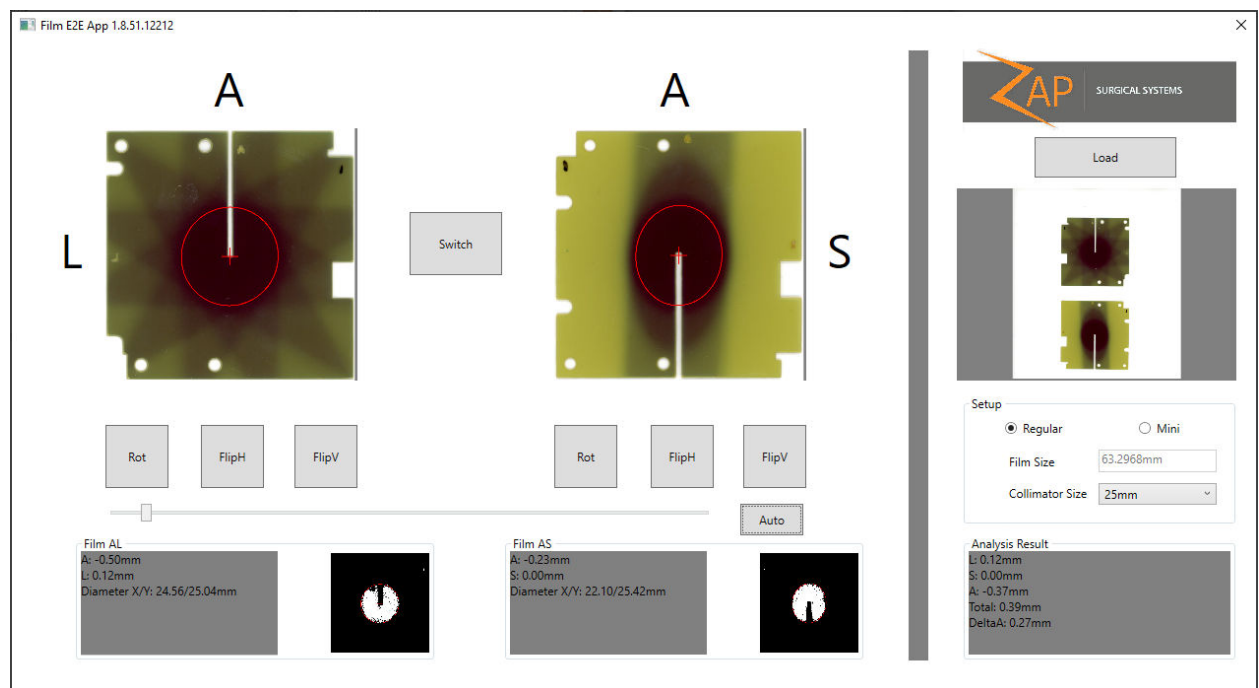 Film E2E App 1.8.51.12212
A
A
L
S
Switch
Rot
FlipH
FlipV
Rot
FlipH
FlipV
Auto
Film AL
A: -0.50mm
L: 0.12mm
Diameter X/Y: 24.56/25.04mm
Film AS
A: -0.23mm
S: 0.00mm
Diameter X/Y: 22.10/25.42mm
ZAP SURGICAL SYSTEMS
Load
Setup
Regular
Mini
Film Size
63.2968mm
Collimator Size
25mm
Analysis Result
L: 0.12mm
S: 0.00mm
A: -0.37mm
Total: 0.39mm
DeltaA: 0.27mm